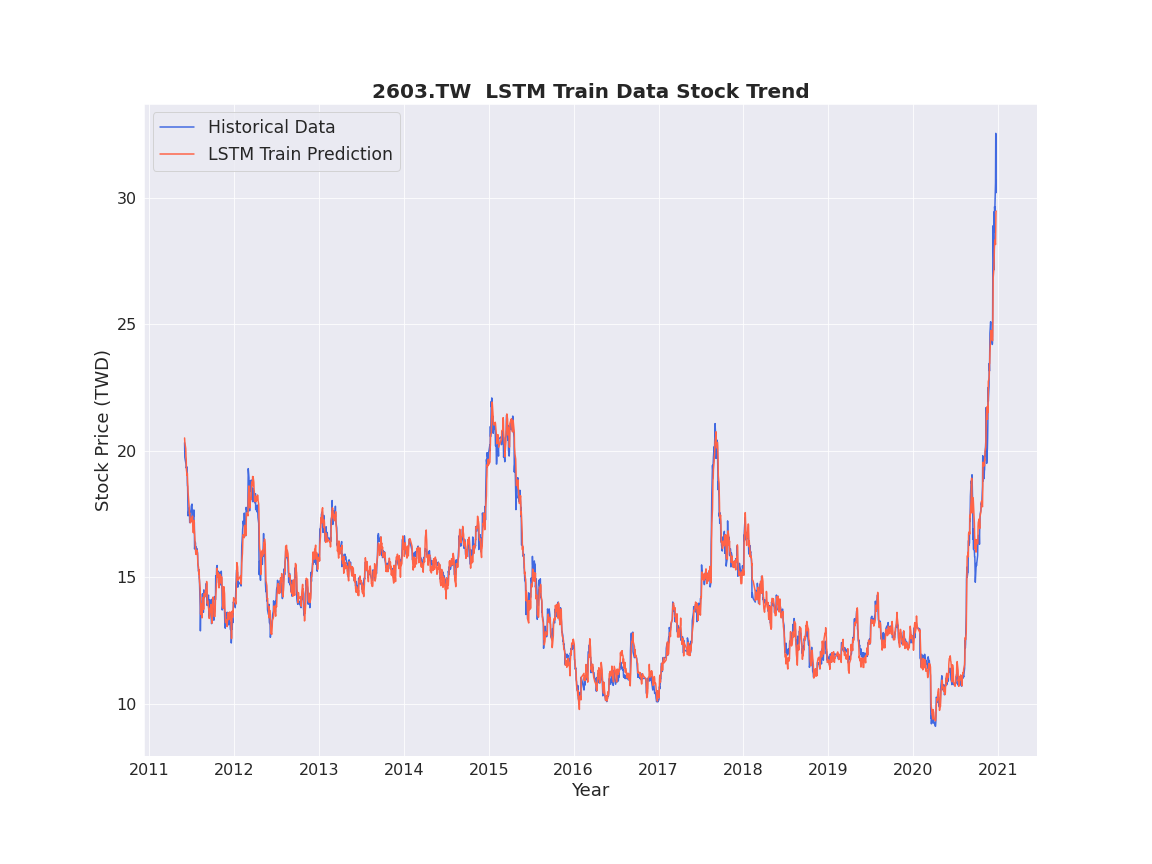 2603.TW  LSTM Train Data Stock Trend
Historical Data
LSTM Train Prediction
Stock Price (TWD)
30
25
20
15
10
2011 2012 2013 2014 2015 2016 2017 2018 2019 2020 2021
Year